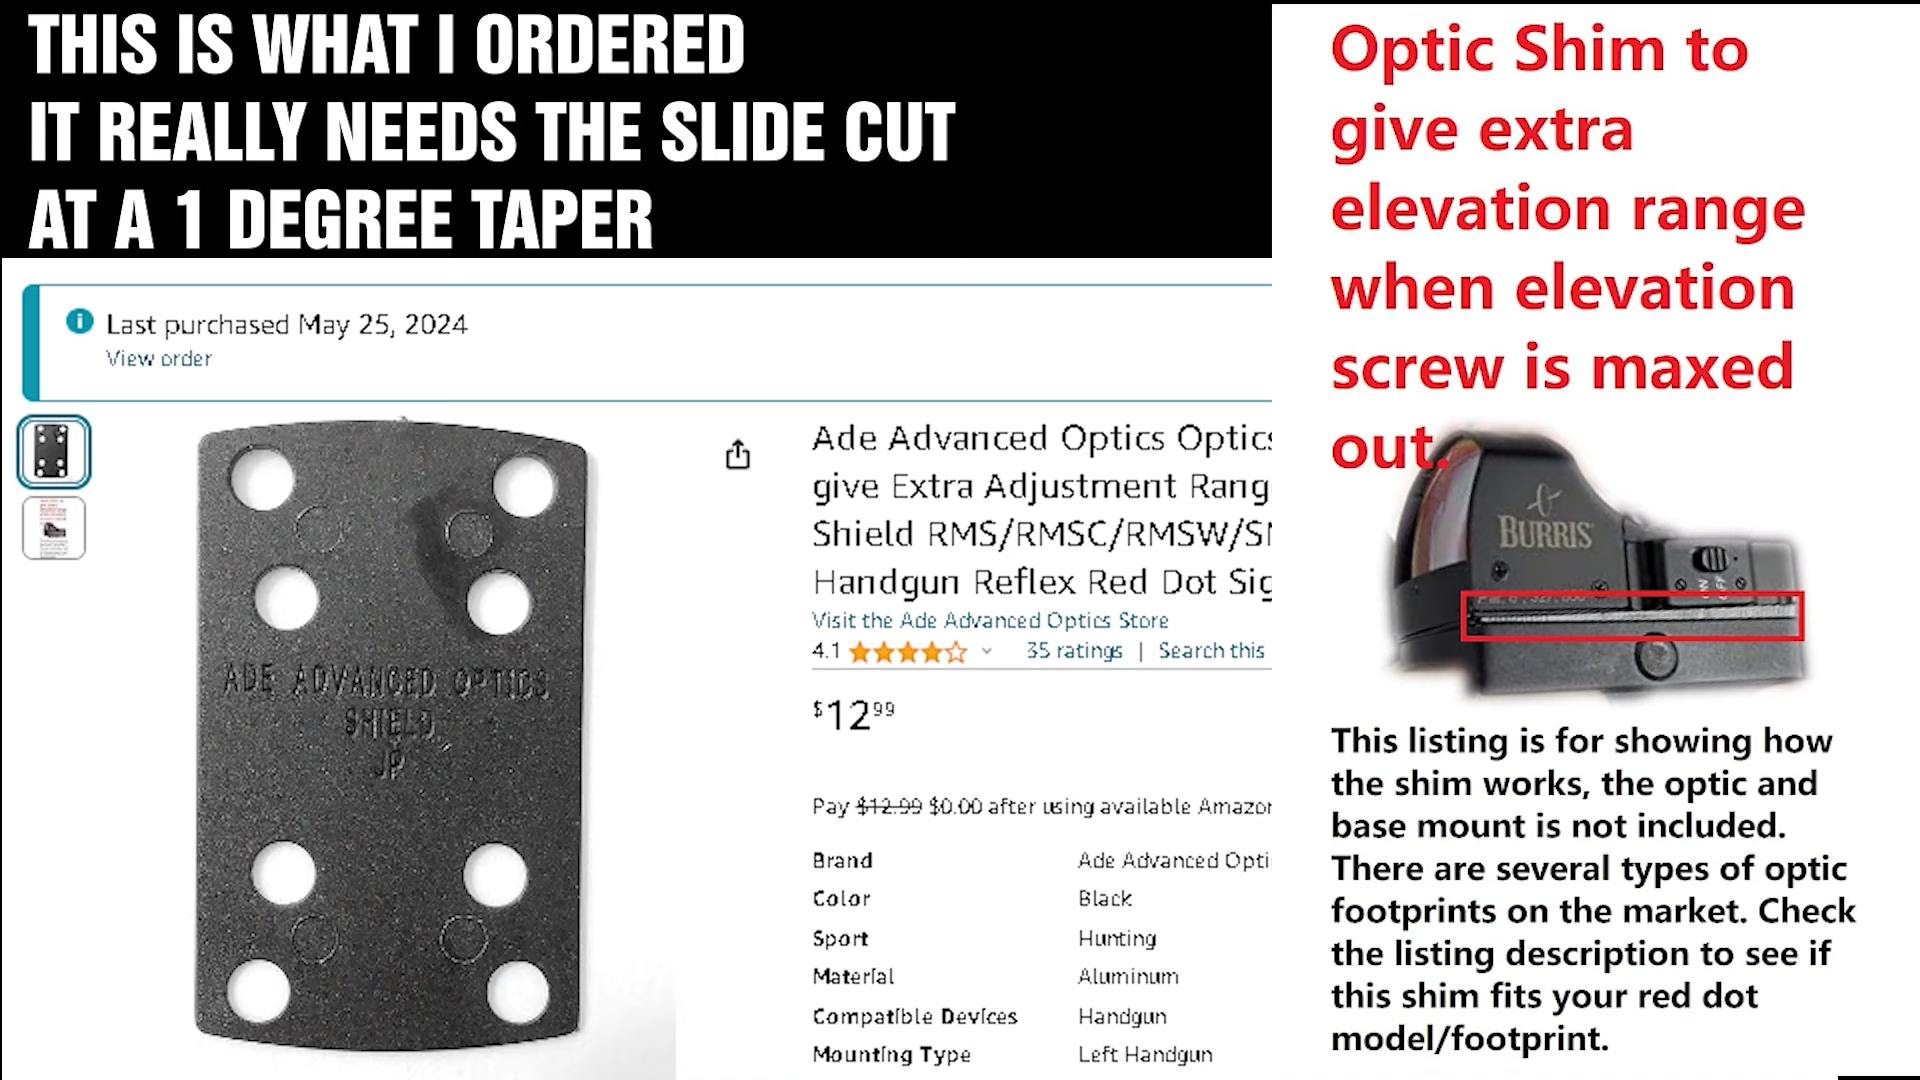 THIS IS WHAT I ORDERED
IT REALLY NEEDS THE SLIDE CUT
AT A 1 DEGREE TAPER
Last purchased May 25, 2024
View order
ADE ADVANCED OPTICS
SHIELD
JP
Ade Advanced Optics Optics
give Extra Adjustment Rang
Shield RMS/RMSC/RMSW/S
Handgun Reflex Red Dot Sig
Visit the Ade Advanced Optics Store
4.1 35 ratings | Search this
$12 99
Pay $12.99 $0.00 after using available Amazo
Brand Ade Advanced Opti
Color Black
Sport Hunting
Material Aluminum
Compatible Devices Handgun
Mounting Type Left Handgun
Optic Shim to
give extra
elevation range
when elevation
screw is maxed
out.
BURRIS
ON OFF
This listing is for showing how
the shim works, the optic and
base mount is not included.
There are several types of optic
footprints on the market. Check
the listing description to see if
this shim fits your red dot
model/footprint.